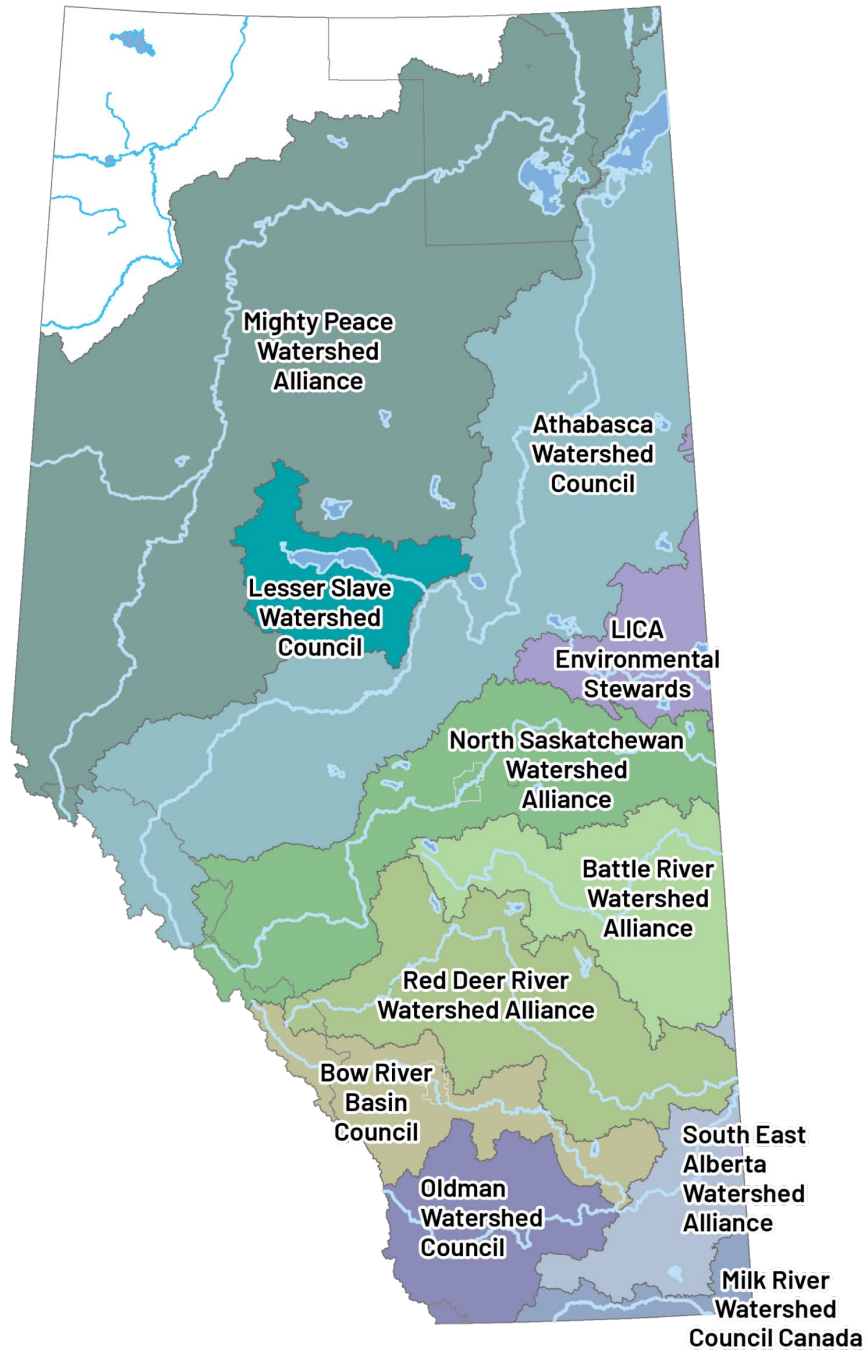 Mighty Peace
Watershed
Alliance
Athabasca
Watershed
Council
Lesser Slave
Watershed
Council
LICA
Environmental
Stewards
North Saskatchewan
Watershed
Alliance
Battle River
Watershed
Alliance
Red Deer River
Watershed Alliance
Bow River
Basin
Council
South East
Alberta
Watershed
Alliance
Oldman
Watershed
Council
Milk River
Watershed
Council Canada